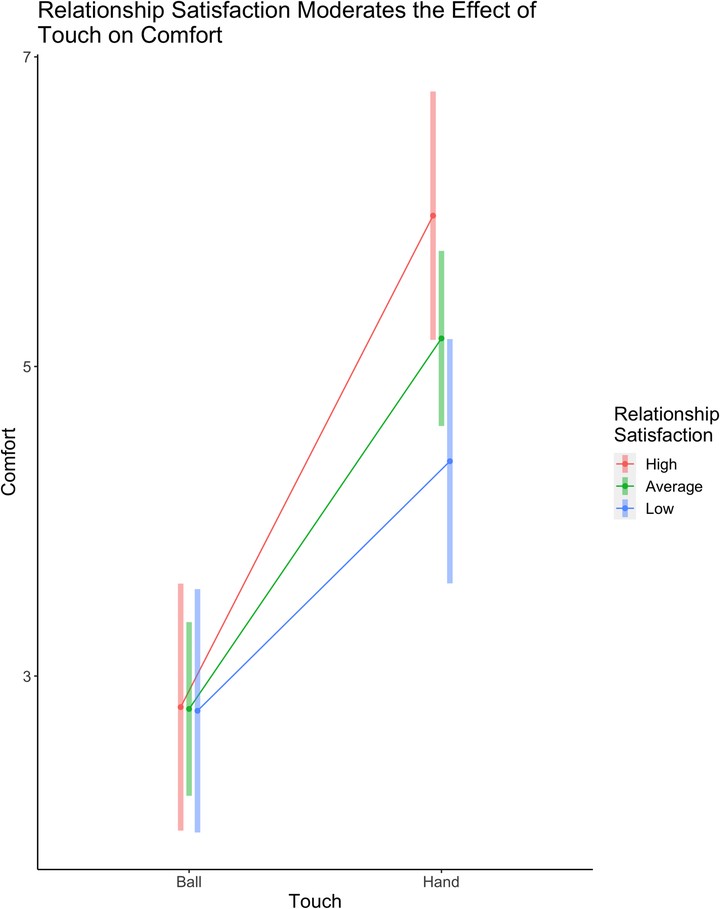 Relationship Satisfaction Moderates the Effect of
Touch on Comfort
7
5
3
Comfort
Ball
Hand
Touch
Relationship
Satisfaction
High
Average
Low